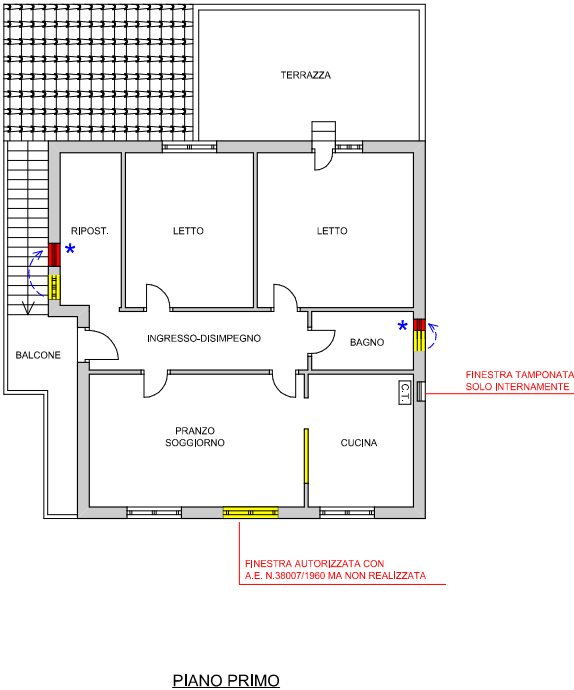 TERRAZZA
RIPOST.
LETTO
LETTO
*
INGRESSO-DISIMPEGNO
*
BAGNO
BALCONE
FINESTRA TAMPONATA
SOLO INTERNAMENTE
C.T.
PRANZO
SOGGIORNO
CUCINA
FINESTRA AUTORIZZATA CON
A.E. N.38007/1960 MA NON REALIZZATA
PIANO PRIMO